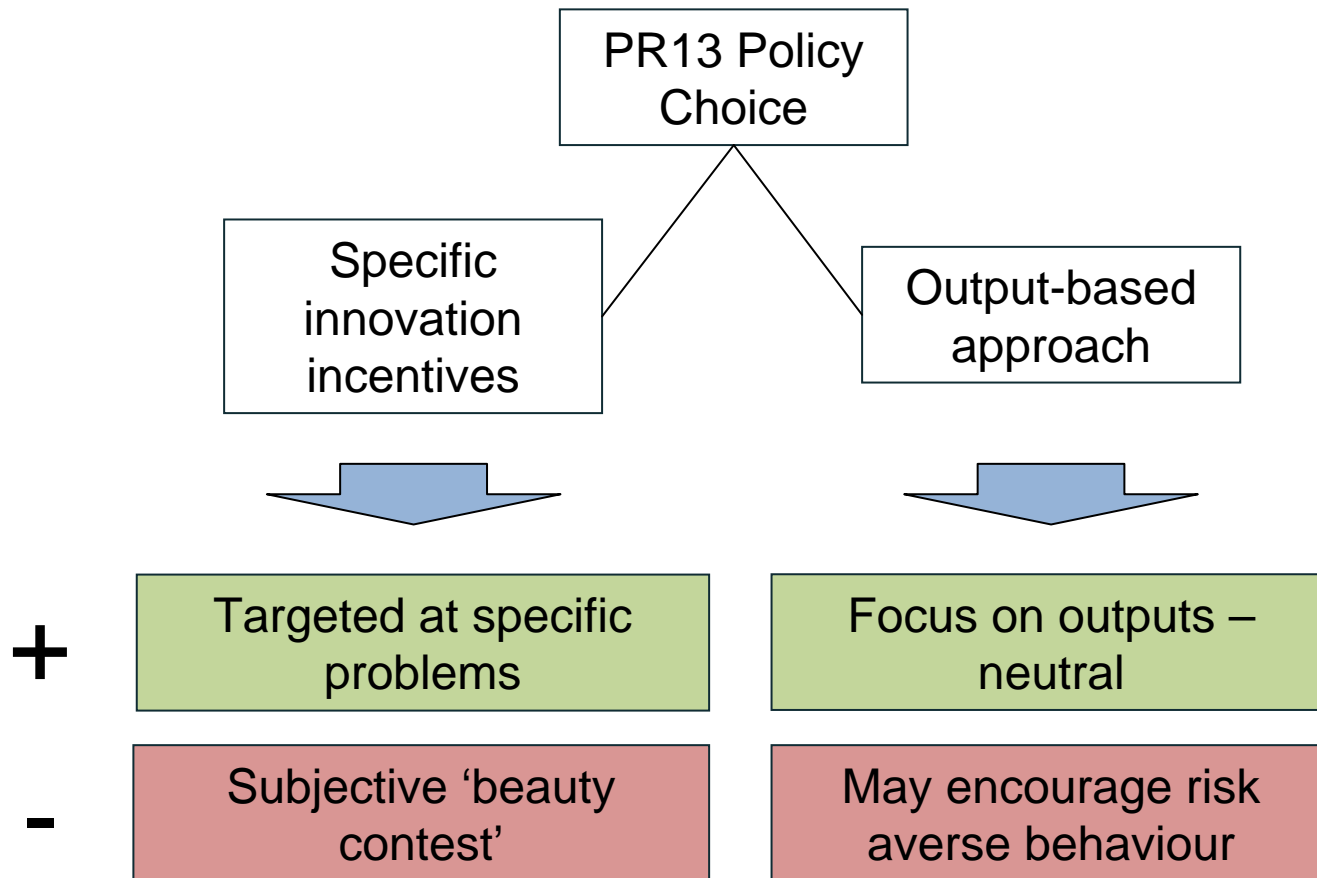 PR13 Policy
Choice
Specific
innovation
incentives
Output-based
approach
+
Targeted at specific
problems
Focus on outputs –
neutral
-
Subjective ‘beauty
contest’
May encourage risk
averse behaviour